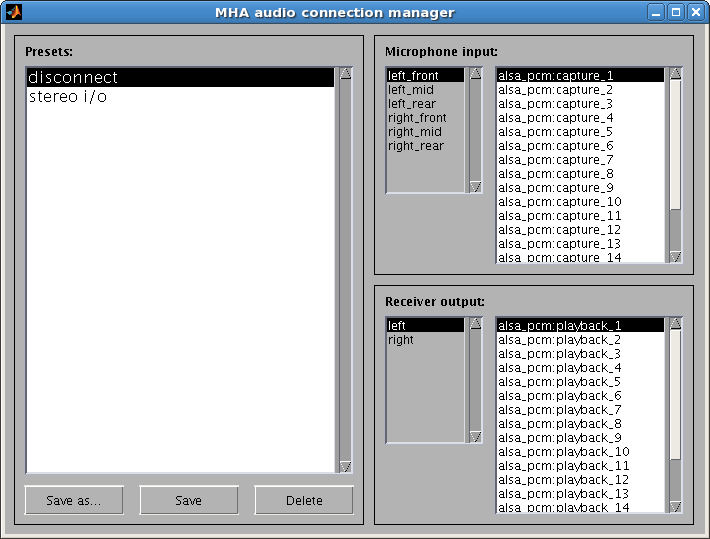 MHA audio connection manager
Presets:
disconnect
stereo i/o
Save as...
Save
Delete
Microphone input:
left_front
left_mid
left_rear
right_front
right_mid
right_rear
alsa_pcm:capture_1
alsa_pcm:capture_2
alsa_pcm:capture_3
alsa_pcm:capture_4
alsa_pcm:capture_5
alsa_pcm:capture_6
alsa_pcm:capture_7
alsa_pcm:capture_8
alsa_pcm:capture_9
alsa_pcm:capture_10
alsa_pcm:capture_11
alsa_pcm:capture_12
alsa_pcm:capture_13
alsa_pcm:capture_14
Receiver output:
left
right
alsa_pcm:playback_1
alsa_pcm:playback_2
alsa_pcm:playback_3
alsa_pcm:playback_4
alsa_pcm:playback_5
alsa_pcm:playback_6
alsa_pcm:playback_7
alsa_pcm:playback_8
alsa_pcm:playback_9
alsa_pcm:playback_10
alsa_pcm:playback_11
alsa_pcm:playback_12
alsa_pcm:playback_13
alsa_pcm:playback_14